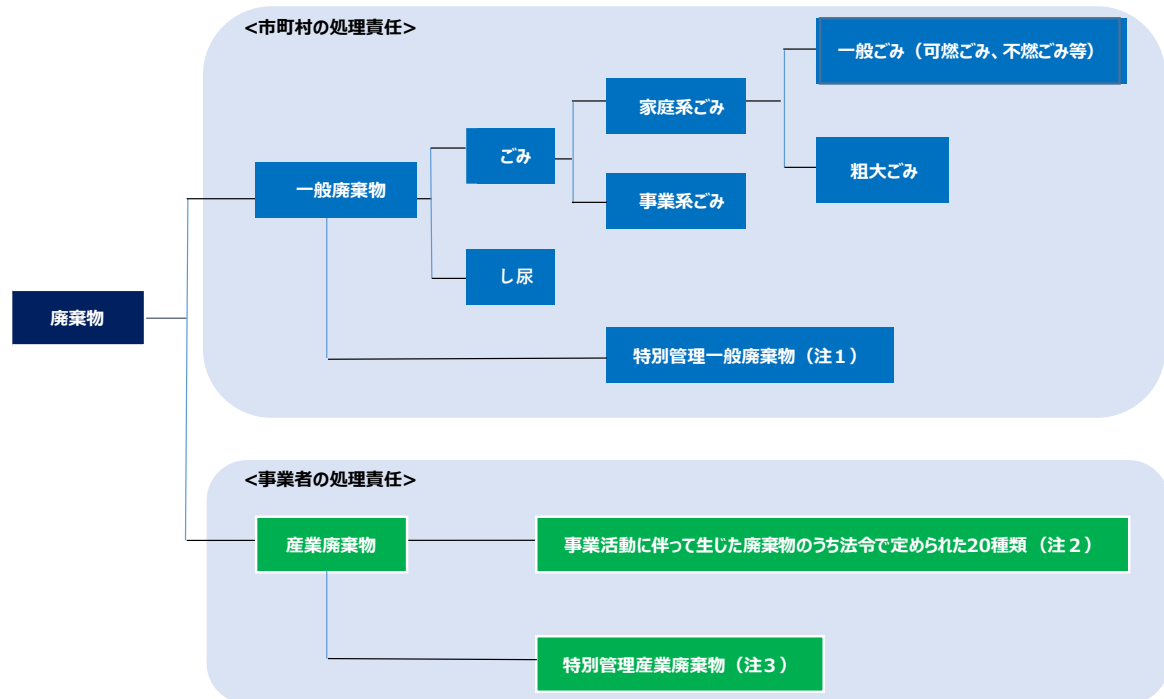 <市町村の処理責任>
一般ごみ（可燃ごみ、不燃ごみ等）
家庭系ごみ
ごみ
粗大ごみ
一般廃棄物
事業系ごみ
し尿
廃棄物
特別管理一般廃棄物（注１）
<事業者の処理責任>
産業廃棄物
事業活動に伴って生じた廃棄物のうち法令で定められた20種類（注２）
特別管理産業廃棄物（注３）